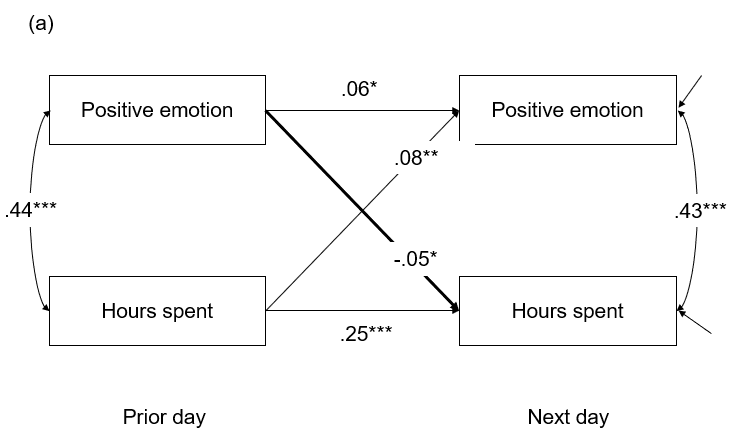 (a)
.06*
Positive emotion
Positive emotion
.08**
.44***
.43***
-.05*
Hours spent
Hours spent
.25***
Prior day
Next day